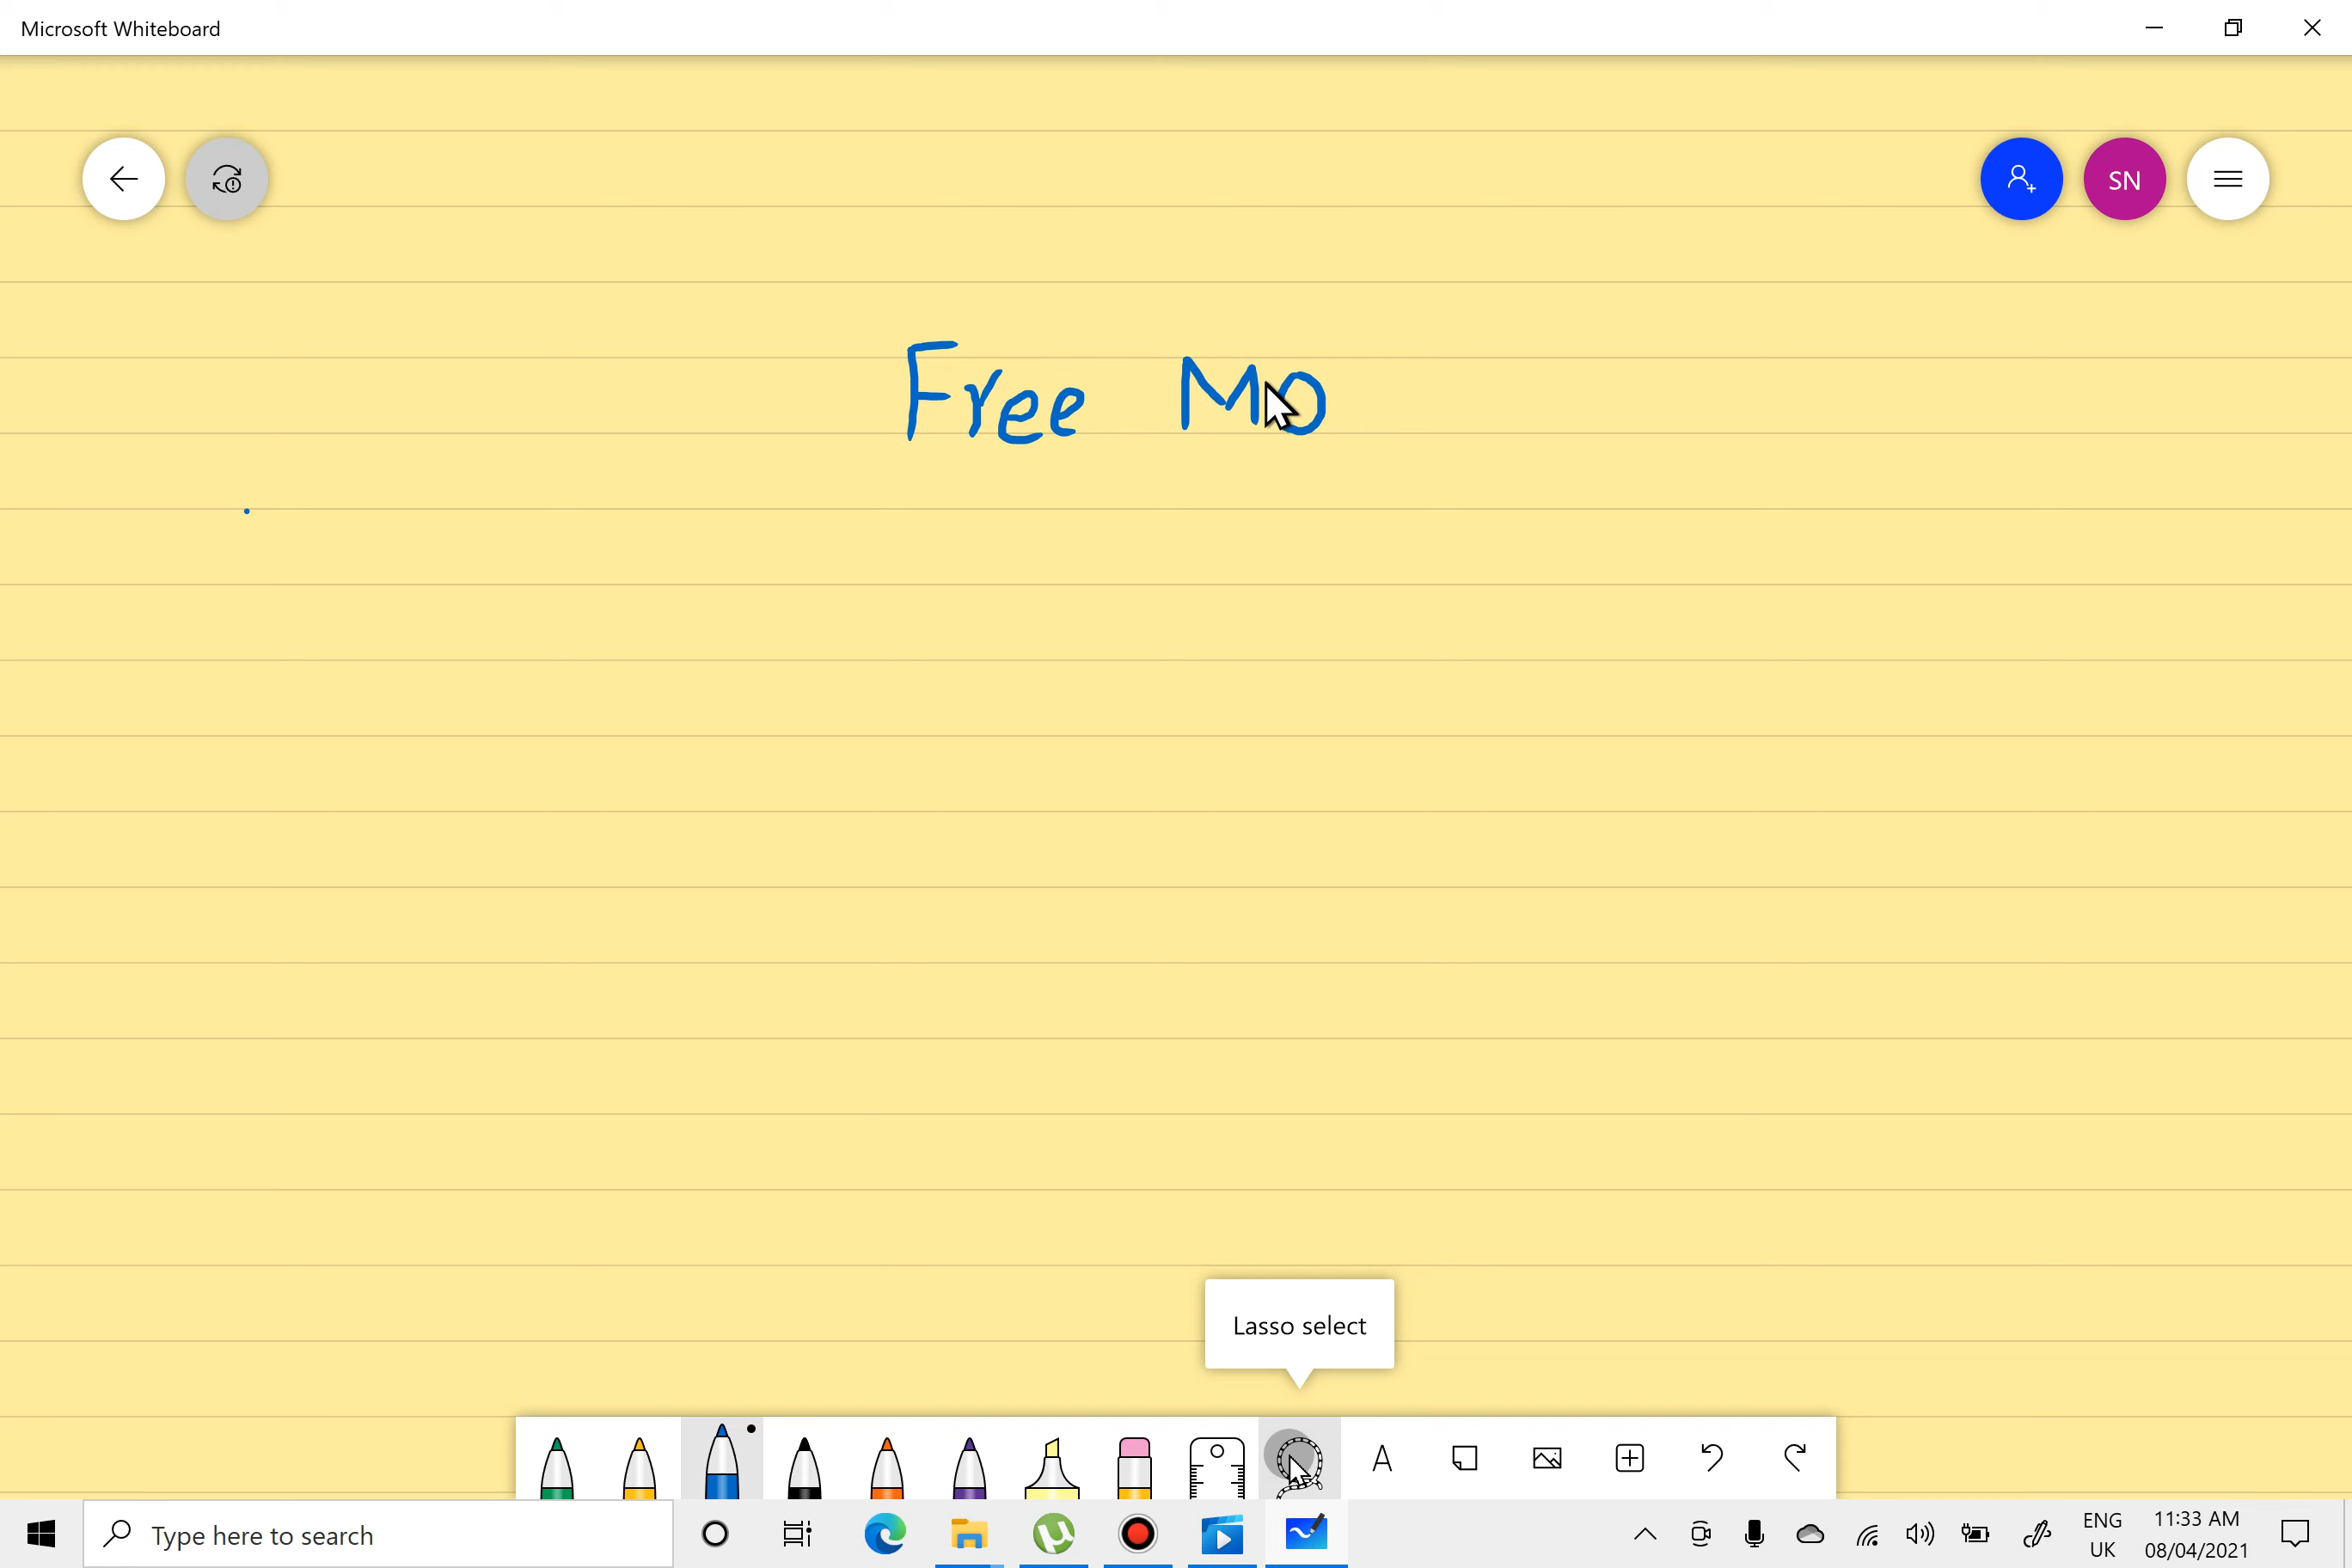 Microsoft Whiteboard
SN
Free Mo
Lasso select
Type here to search
ENG
UK
11:33 AM
08/04/2021